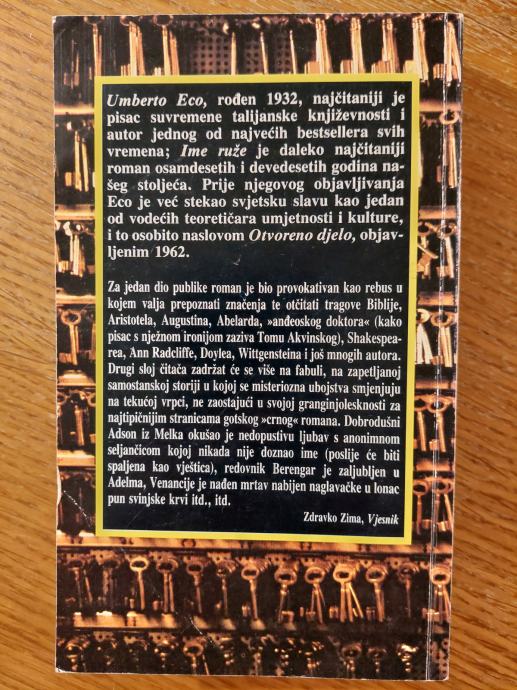 Umberto Eco, rođen 1932, najčitaniji je
pisac suvremene talijanske književnosti i
autor jednog od najvećih bestsellera svih
vremena; Ime ruže je daleko najčitaniji
roman osamdesetih i devedesetih godina na-
šeg stoljeća. Prije njegovog objavljivanja
Eco je već stekao svjetsku slavu kao jedan
od vodećih teoretičara umjetnosti i kulture,
i to osobito naslovom Otvoreno djelo, objav-
ljenim 1962.
Za jedan dio publike roman je bio provokativan kao rebus u
kojem valja prepoznati značenja te otčitati tragove Biblije,
Aristotela, Augustina, Abelarda, »anđeoskog doktora« (kako
pisac s nježnom ironijom zaziva Tomu Akvinskog), Shakespea-
rea, Ann Radcliffe, Doylea, Wittgensteina i još mnogih autora.
Drugi sloj čitača zadržat će se više na fabuli, na zapetljanoj
samostanskoj storiji u kojoj se misteriozna ubojstva smjenjuju
na tekućoj vrpci, ne zaostajući u svojoj granginjolesknosti za
najtipičnijim stranicama gotskog »crnog« romana. Dobrodušni
Adson iz Melka okušao je nedopustivu ljubav s anonimnom
seljančicom kojoj nikada nije doznao ime (poslije će biti
spaljena kao vještica), redovnik Berengar je zaljubljen u
Adelma, Venancije je nađen mrtav nabijen naglavačke u lonac
pun svinjske krvi itd., itd.
Zdravko Zima, Vjesnik